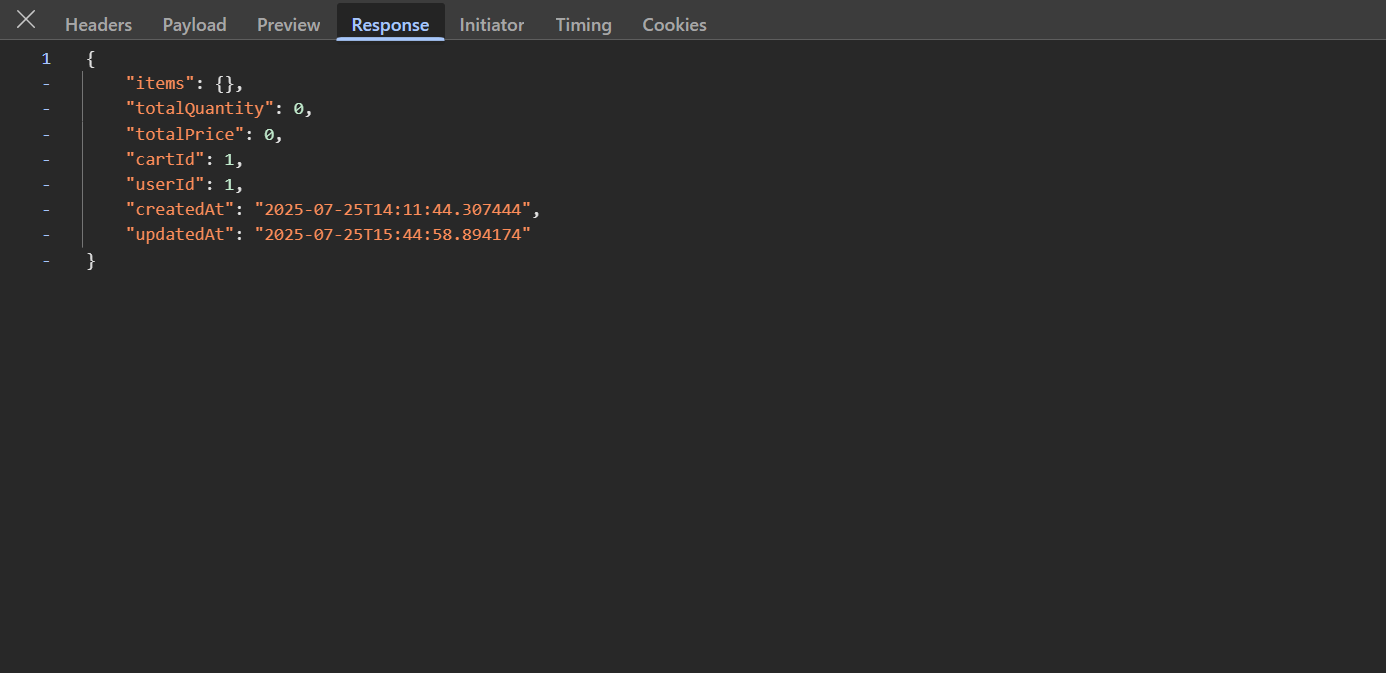 Headers Payload Preview Response Initiator Timing Cookies
1 {
- "items": {},
- "totalQuantity": 0,
- "totalPrice": 0,
- "cartId": 1,
- "userId": 1,
- "createdAt": "2025-07-25T14:11:44.307444",
- "updatedAt": "2025-07-25T15:44:58.894174"
- }